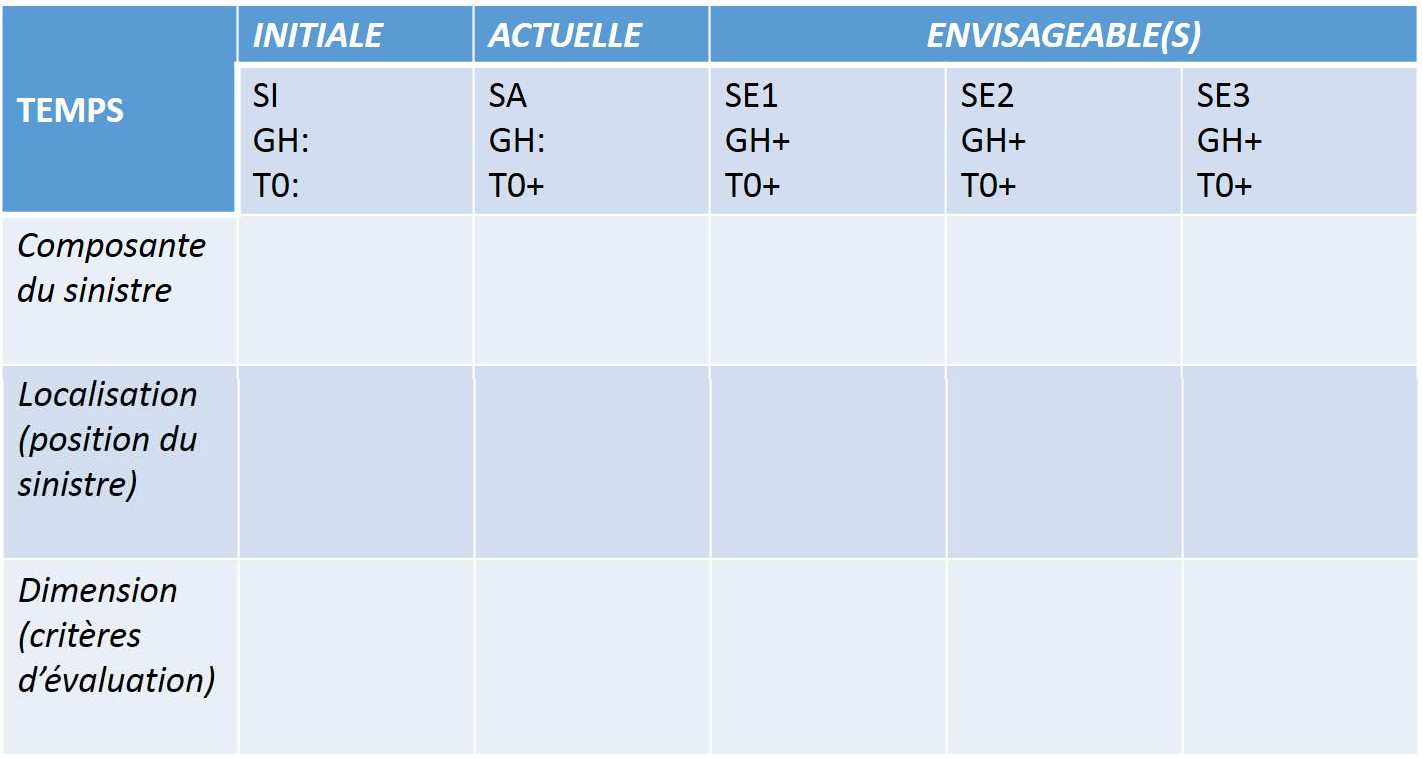 TEMPS
INITIALE
ACTUELLE
ENVISAGEABLE(S)
SI
GH:
T0:
SA
GH:
T0+
SE1
GH+
T0+
SE2
GH+
T0+
SE3
GH+
T0+
Composante
du sinistre
Localisation
(position du
sinistre)
Dimension
(critères
d’évaluation)